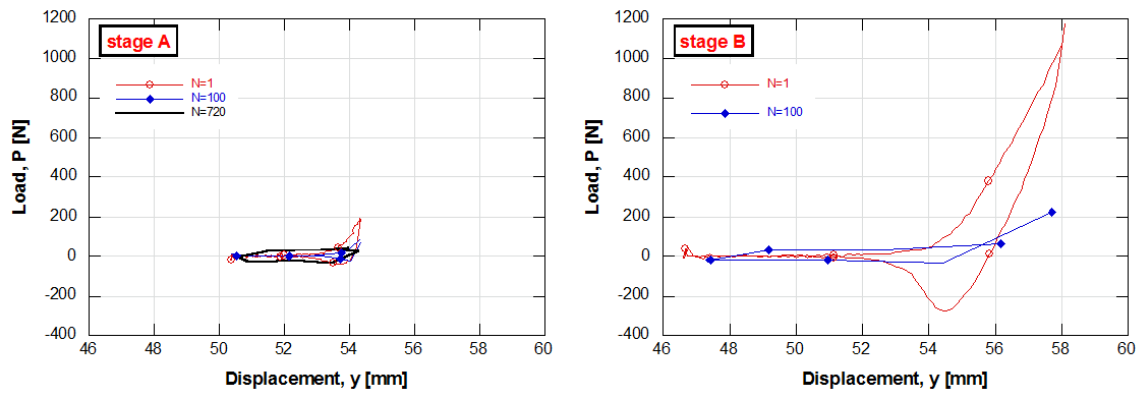 1200
1000
800
600
400
200
0
-200
-400
Load, P [N]
stage A
N=1
N=100
N=720
46 48 50 52 54 56 58 60
Displacement, y [mm]
1200
1000
800
600
400
200
0
-200
-400
Load, P [N]
stage B
N=1
N=100
46 48 50 52 54 56 58 60
Displacement, y [mm]